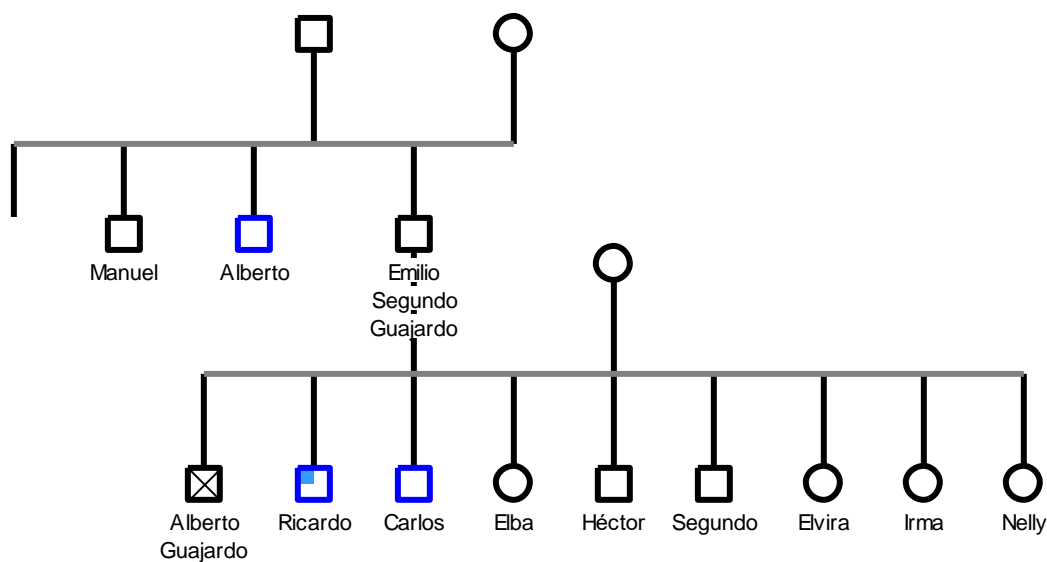 Manuel
Alberto
Emilio
Segundo
Guajardo
Alberto
Guajardo
Ricardo
Carlos
Elba
Héctor
Segundo
Elvira
Irma
Nelly